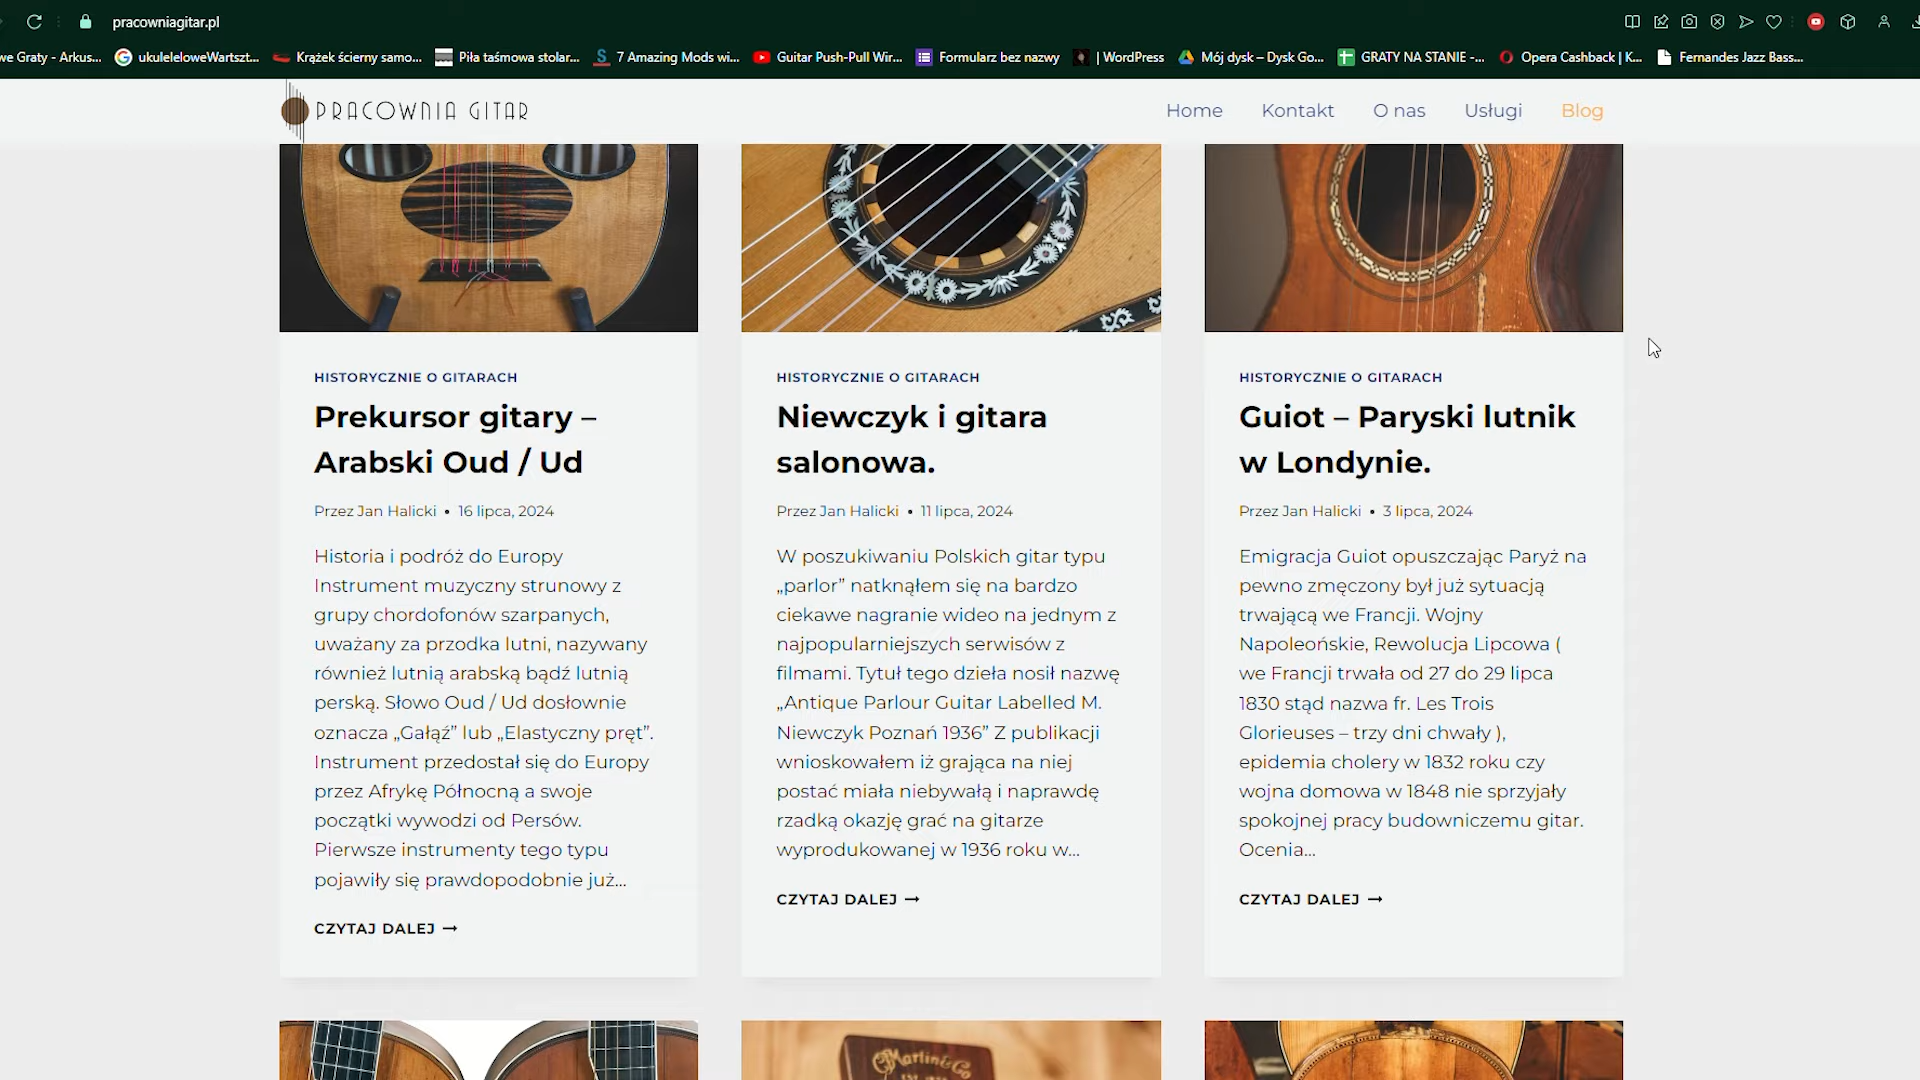 pracowniagitar.pl
we Graty - Arkus... ukuleleloweWartszt... Krążek ścierny samo... Piła taśmowa stolar... 7 Amazing Mods wi... Guitar Push-Pull Wir... Formularz bez nazwy | WordPress Mój dysk – Dysk Go... GRATY NA STANIE -... Opera Cashback | K... Fernandes Jazz Bass...
PRACOWNIA GITAR Home Kontakt O nas Usługi Blog
HISTORYCZNIE O GITARACH
Prekursor gitary –
Arabski Oud / Ud
Przez Jan Halicki • 16 lipca, 2024
Historia i podróż do Europy
Instrument muzyczny strunowy z
grupy chordofonów szarpanych,
uważany za przodka lutni, nazywany
również lutnią arabską bądź lutnią
perską. Słowo Oud / Ud dosłownie
oznacza „Gałąź” lub „Elastyczny pręt”.
Instrument przedostał się do Europy
przez Afrykę Północną a swoje
początki wywodzi od Persów.
Pierwsze instrumenty tego typu
pojawiły się prawdopodobnie już...
CZYTAJ DALEJ →
HISTORYCZNIE O GITARACH
Niewczyk i gitara
salonowa.
Przez Jan Halicki • 11 lipca, 2024
W poszukiwaniu Polskich gitar typu
„parlor” natknąłem się na bardzo
ciekawe nagranie wideo na jednym z
najpopularniejszych serwisów z
filmami. Tytuł tego dzieła nosił nazwę
„Antique Parlour Guitar Labelled M.
Niewczyk Poznań 1936” Z publikacji
wnioskowałem iż grająca na niej
postać miała niebywałą i naprawdę
rzadką okazję grać na gitarze
wyprodukowanej w 1936 roku w...
CZYTAJ DALEJ →
HISTORYCZNIE O GITARACH
Guiot – Paryski lutnik
w Londynie.
Przez Jan Halicki • 3 lipca, 2024
Emigracja Guiot opuszczając Paryż na
pewno zmęczony był już sytuacją
trwającą we Francji. Wojny
Napoleońskie, Rewolucja Lipcowa (
we Francji trwała od 27 do 29 lipca
1830 stąd nazwa fr. Les Trois
Glorieuses – trzy dni chwały ),
epidemia cholery w 1832 roku czy
wojna domowa w 1848 nie sprzyjały
spokojnej pracy budowniczemu gitar.
Ocenia...
CZYTAJ DALEJ →
Martin & Co